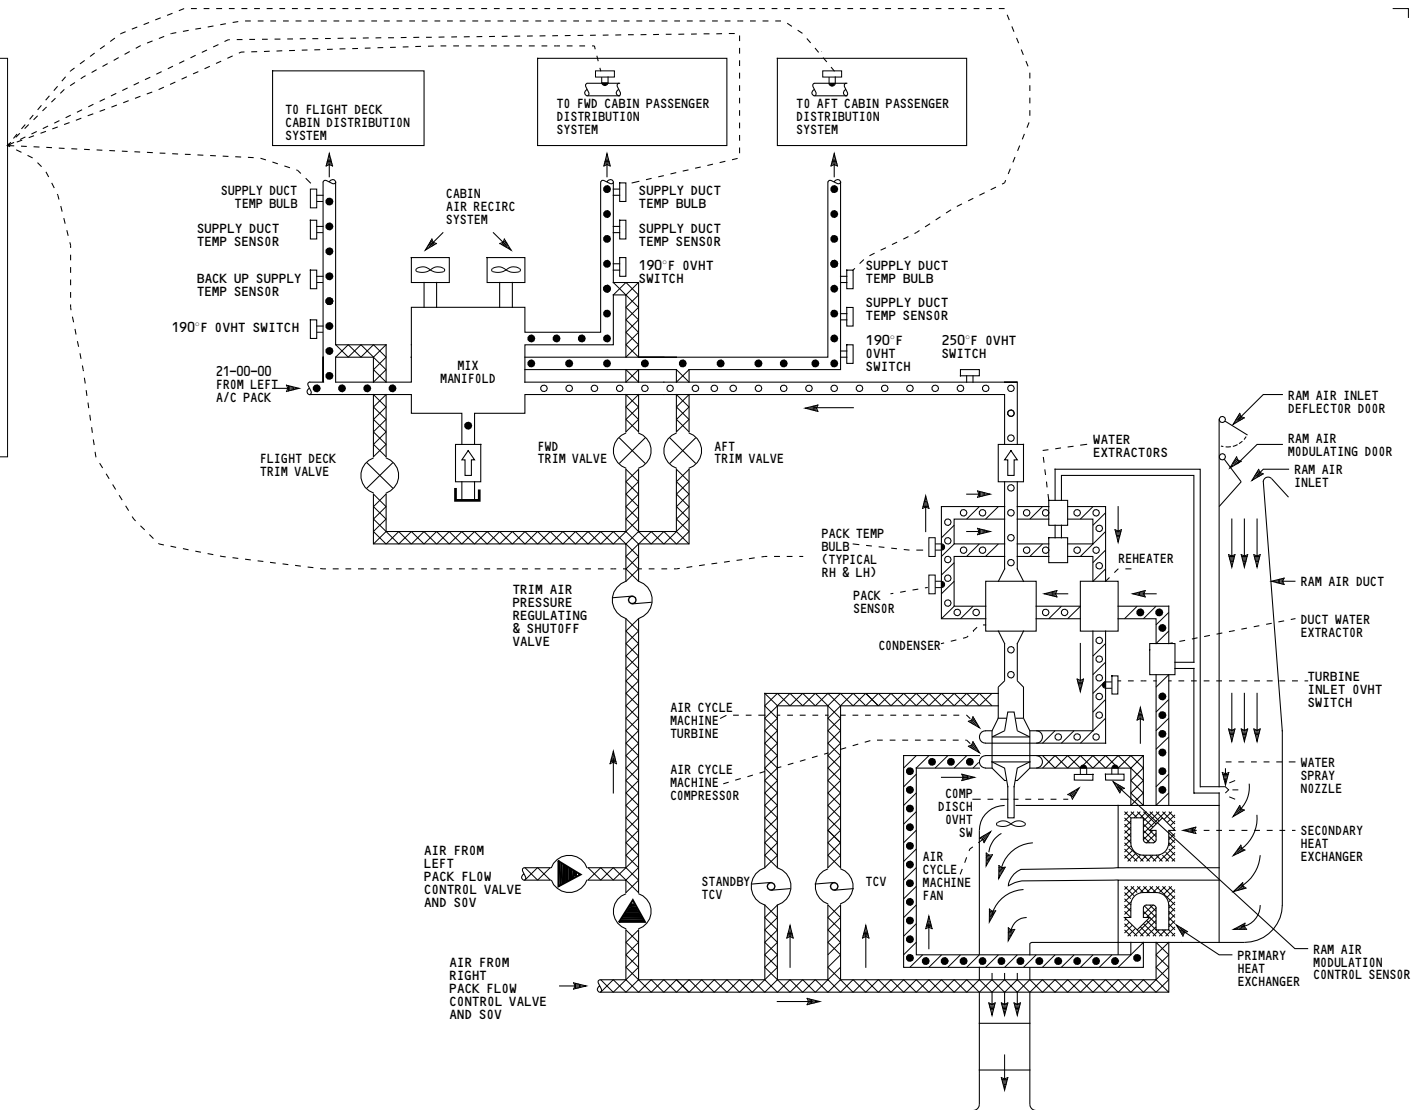 TO FLIGHT DECK
CABIN DISTRIBUTION
SYSTEM
TO FWD CABIN PASSENGER
DISTRIBUTION
SYSTEM
TO AFT CABIN PASSENGER
DISTRIBUTION
SYSTEM
SUPPLY DUCT
TEMP BULB
SUPPLY DUCT
TEMP SENSOR
BACK UP SUPPLY
TEMP SENSOR
190°F OVHT SWITCH
21-00-00
FROM LEFT
A/C PACK
CABIN
AIR RECIRC
SYSTEM
SUPPLY DUCT
TEMP BULB
SUPPLY DUCT
TEMP SENSOR
190°F OVHT
SWITCH
SUPPLY DUCT
TEMP BULB
SUPPLY DUCT
TEMP SENSOR
190°F
OVHT
SWITCH
250°F OVHT
SWITCH
MIX
MANIFOLD
FLIGHT DECK
TRIM VALVE
FWD
TRIM VALVE
AFT
TRIM VALVE
WATER
EXTRACTORS
RAM AIR INLET
DEFLECTOR DOOR
RAM AIR
MODULATING DOOR
RAM AIR
INLET
PACK TEMP
BULB
(TYPICAL
RH & LH)
PACK
SENSOR
REHEATER
RAM AIR DUCT
TRIM AIR
PRESSURE
REGULATING
& SHUTOFF
VALVE
CONDENSER
DUCT WATER
EXTRACTOR
TURBINE
INLET OVHT
SWITCH
AIR CYCLE
MACHINE
TURBINE
AIR CYCLE
MACHINE
COMPRESSOR
COMP
DISCH
OVHT
SW
WATER
SPRAY
NOZZLE
SECONDARY
HEAT
EXCHANGER
AIR FROM
LEFT
PACK FLOW
CONTROL VALVE
AND SOV
STANDBY
TCV
TCV
AIR
CYCLE
MACHINE
FAN
AIR FROM
RIGHT
PACK FLOW
CONTROL VALVE
AND SOV
PRIMARY
HEAT
EXCHANGER
RAM AIR
MODULATION
CONTROL SENSOR